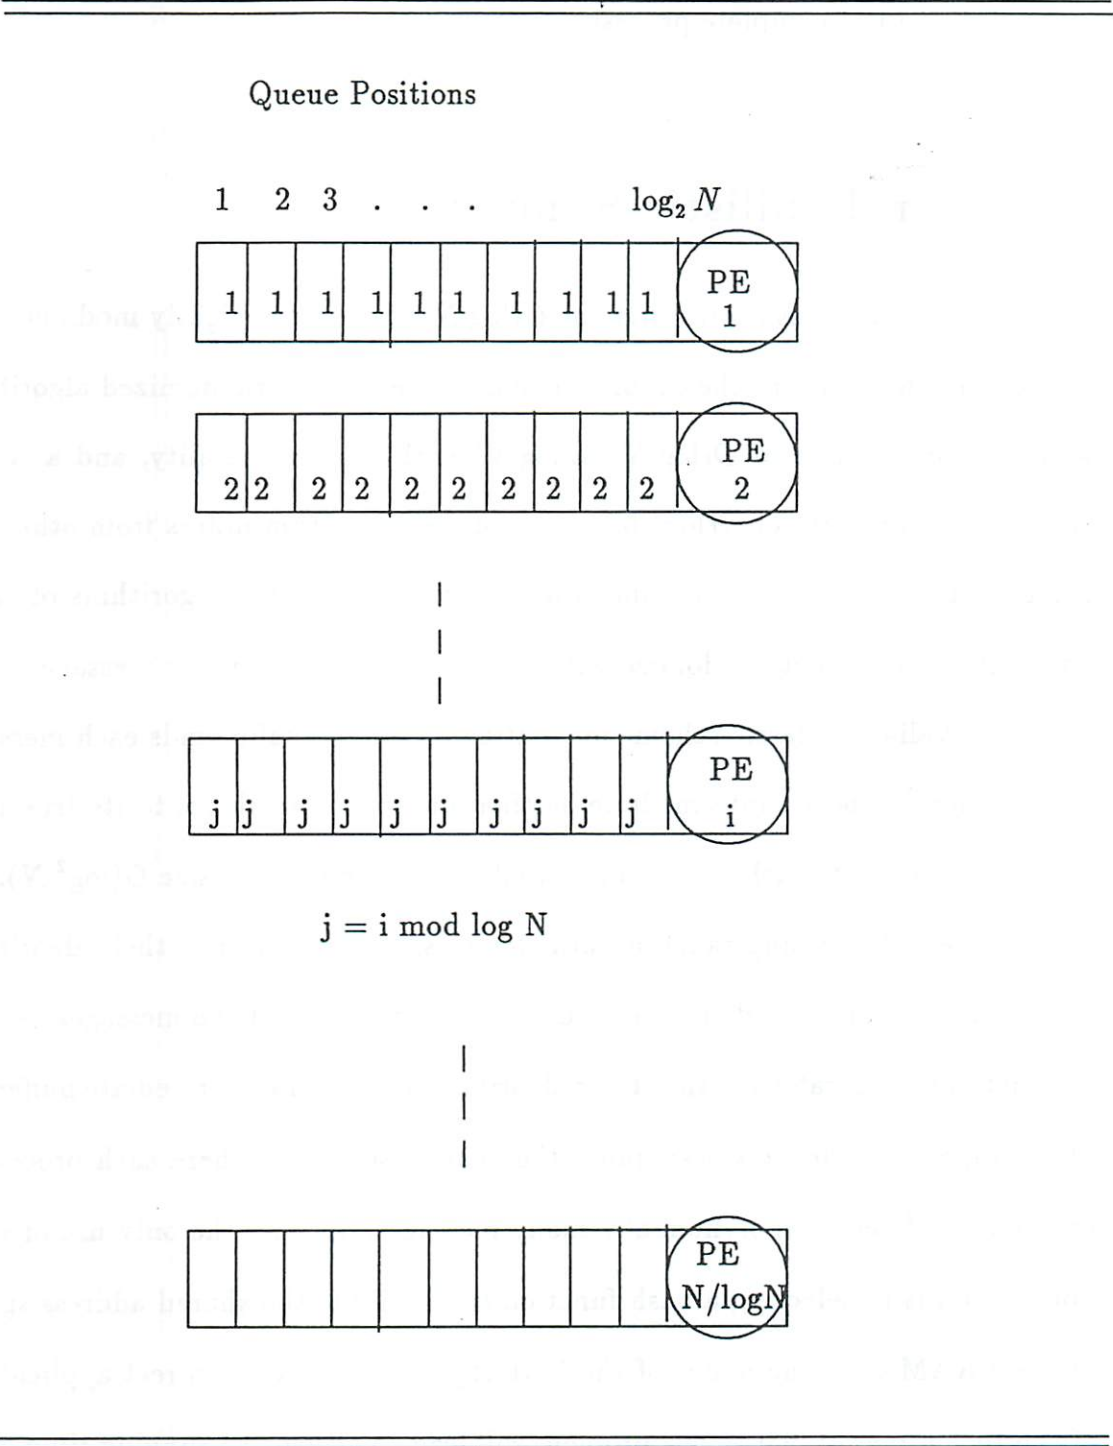 Queue Positions
1 2 3 . . . log₂ N
1 1 1 1 1 1 1 1 1 1 PE 1
2 2 2 2 2 2 2 2 2 2 PE 2
j j j j j j j j j j PE i
j = i mod log N
PE N/logN